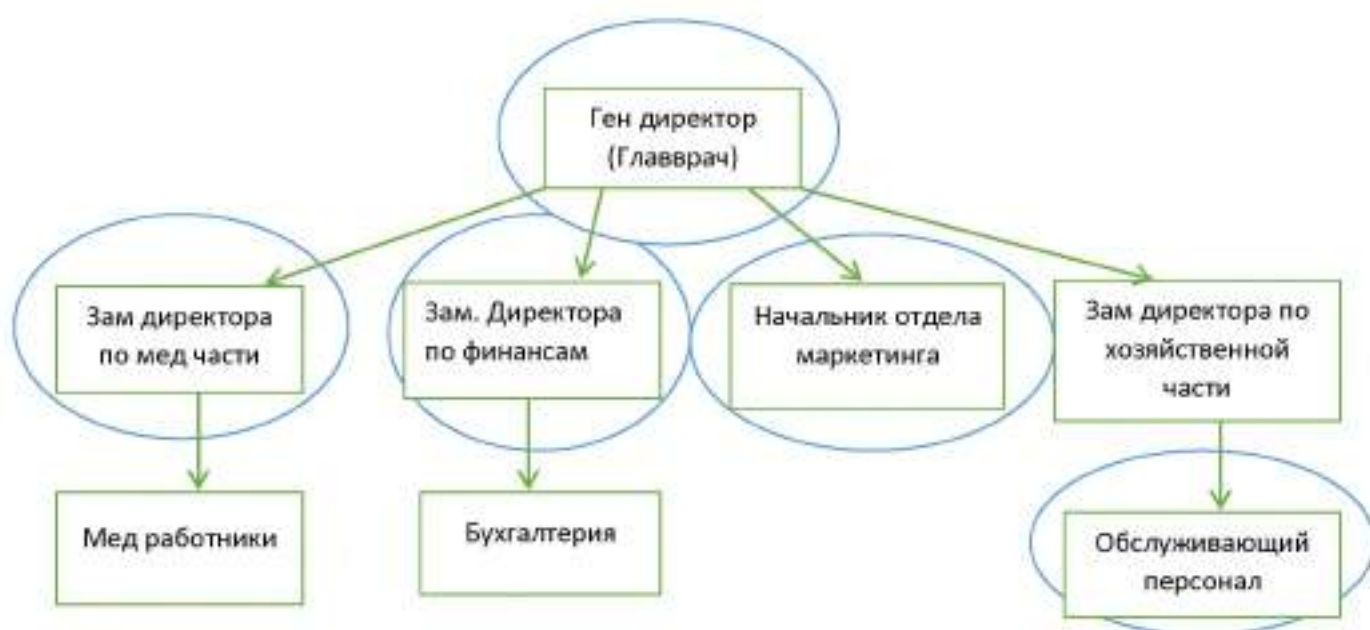 Ген директор
(Главврач)
Зам директора
по мед части
Зам. Директора
по финансам
Начальник отдела
маркетинга
Зам директора по
хозяйственной
части
Мед работники
Бухгалтерия
Обслуживающий
персонал